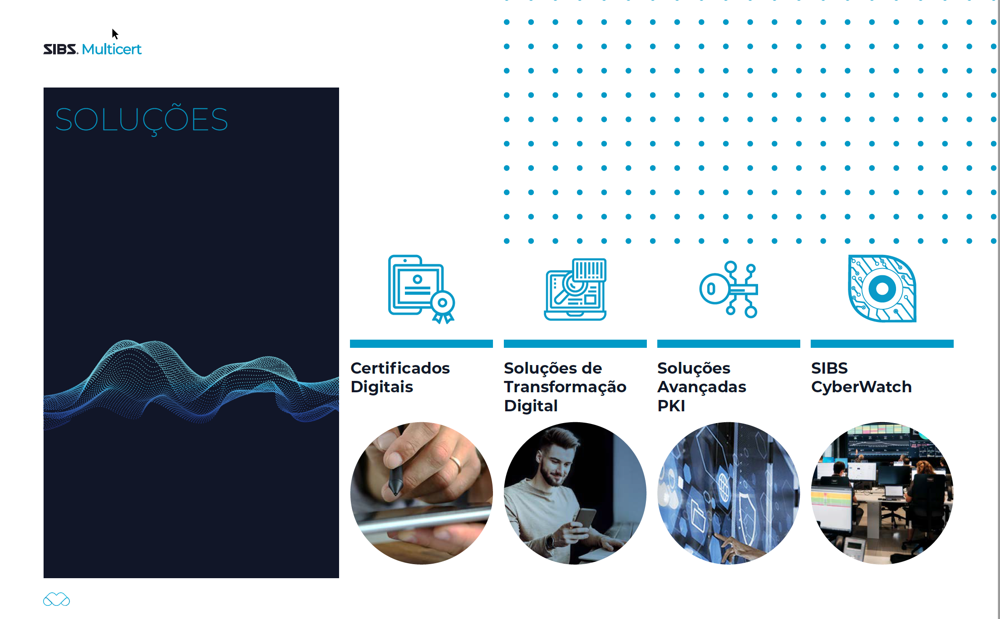 SIBS. Multicert
SOLUÇÕES
Certificados
Digitais
Soluções de
Transformação
Digital
Soluções
Avançadas
PKI
SIBS
CyberWatch